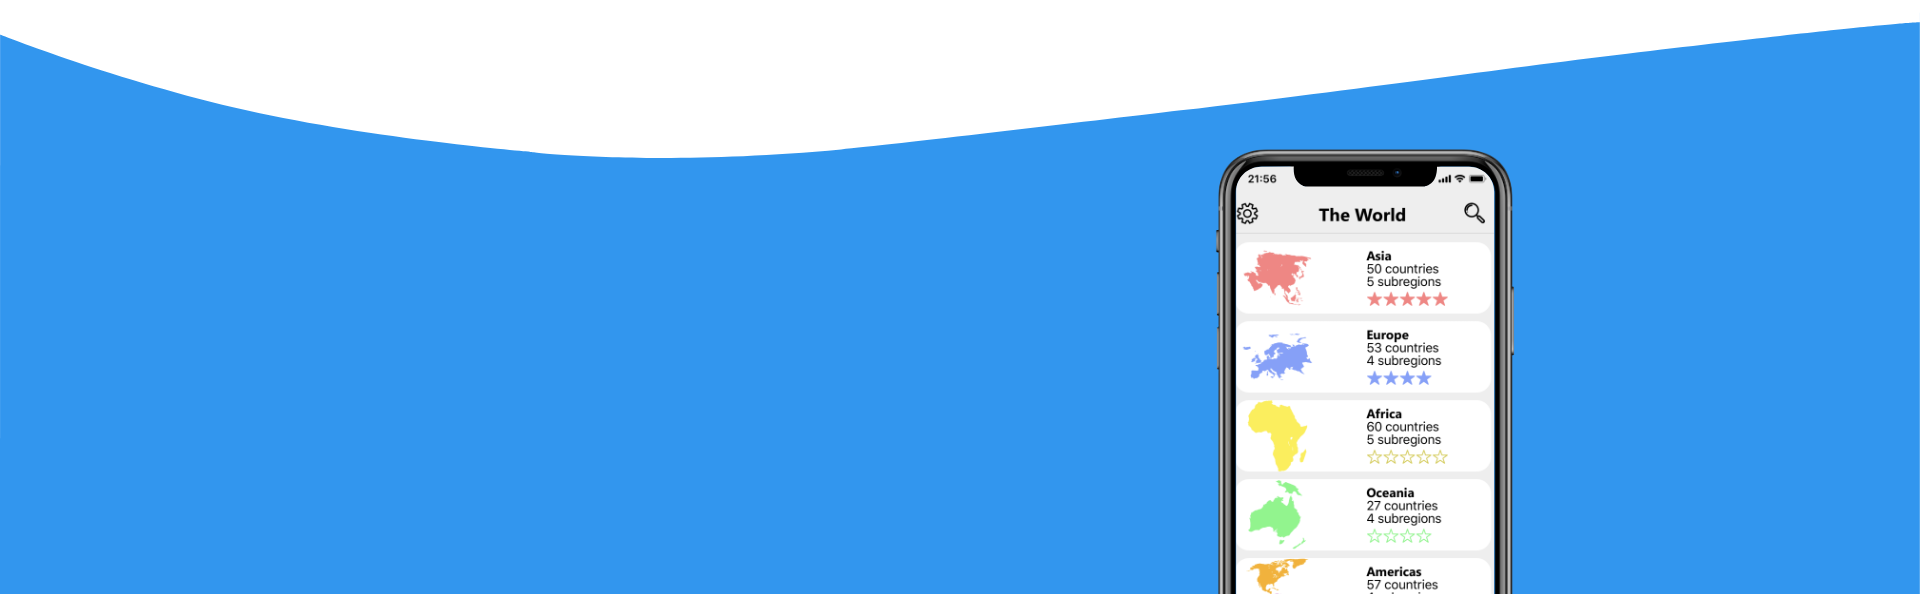 21:56
The World
Asia
50 countries
5 subregions
Europe
53 countries
4 subregions
Africa
60 countries
5 subregions
Oceania
27 countries
4 subregions
Americas
57 countries